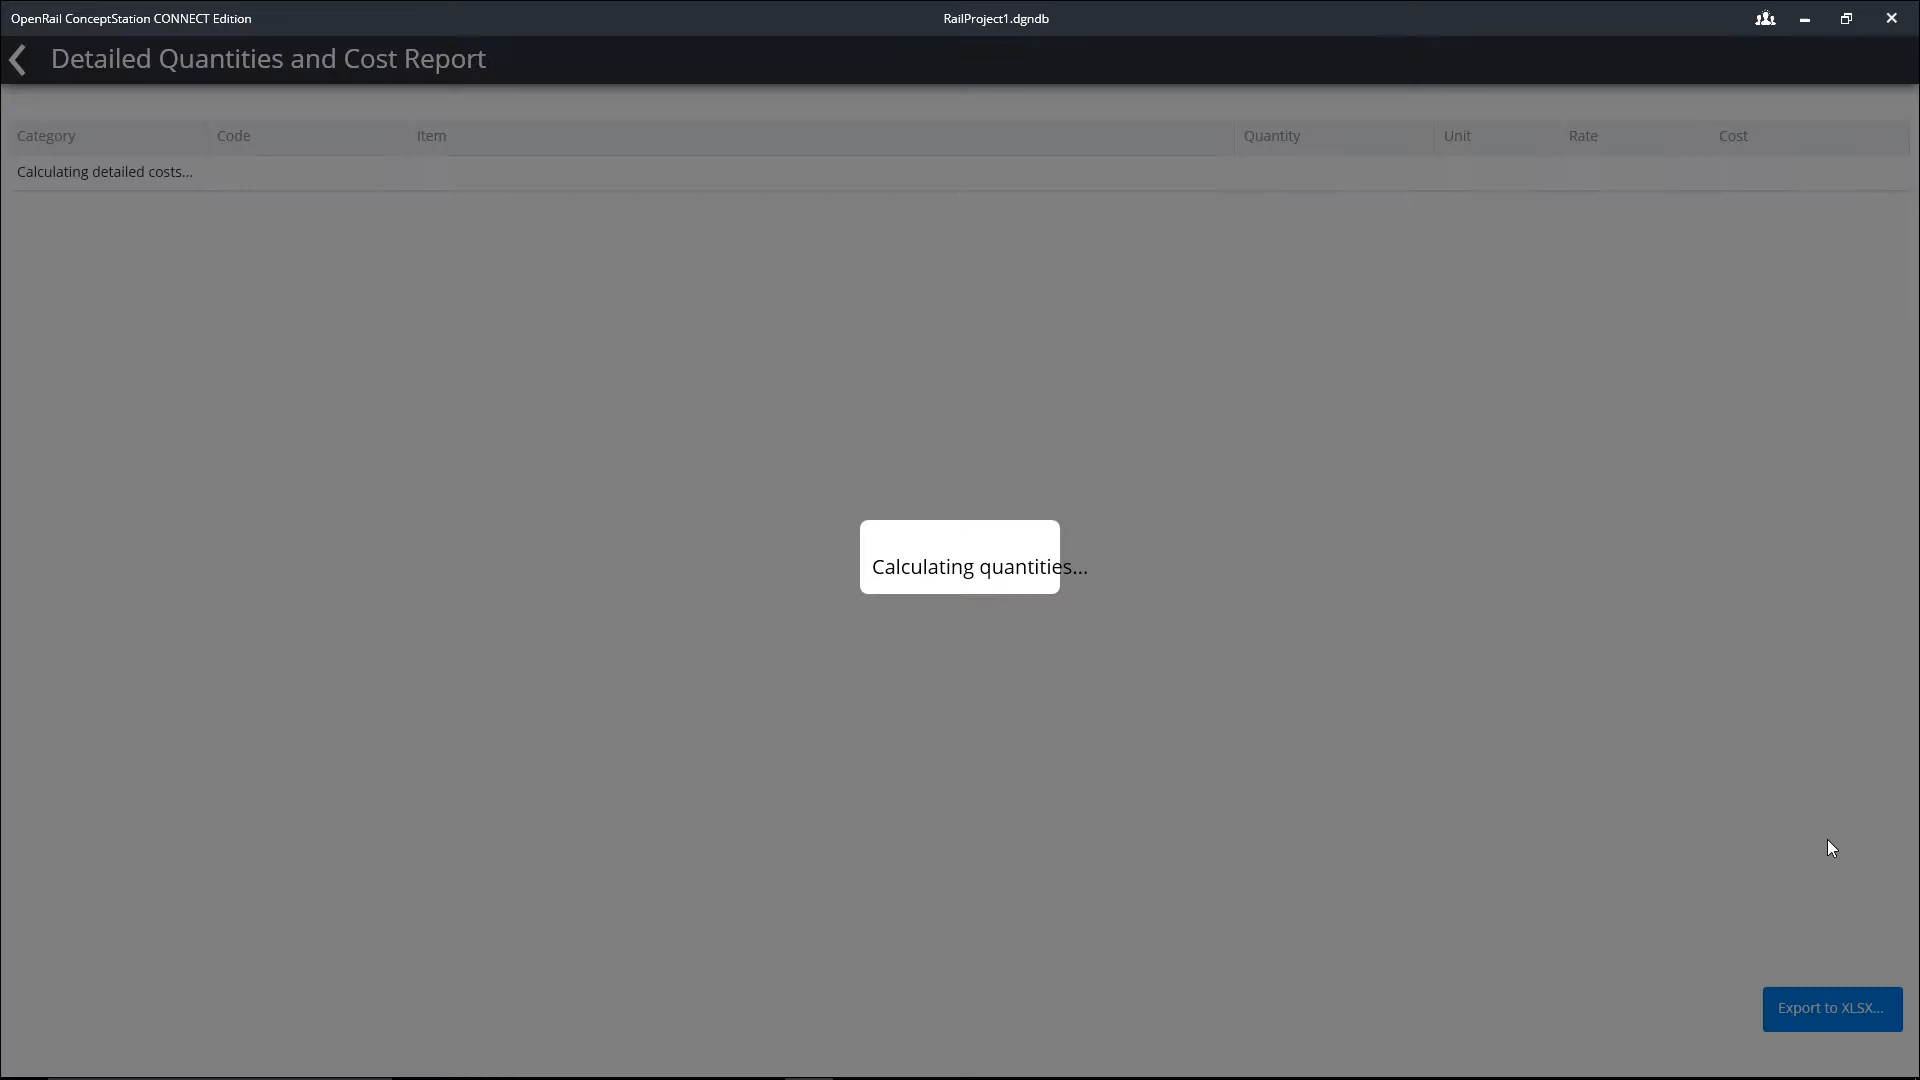 OpenRail ConceptStation CONNECT Edition
RailProject1.dgndb
Detailed Quantities and Cost Report
Category Code Item Quantity Unit Rate Cost
Calculating detailed costs...
Calculating quantities...
Export to XLSX...